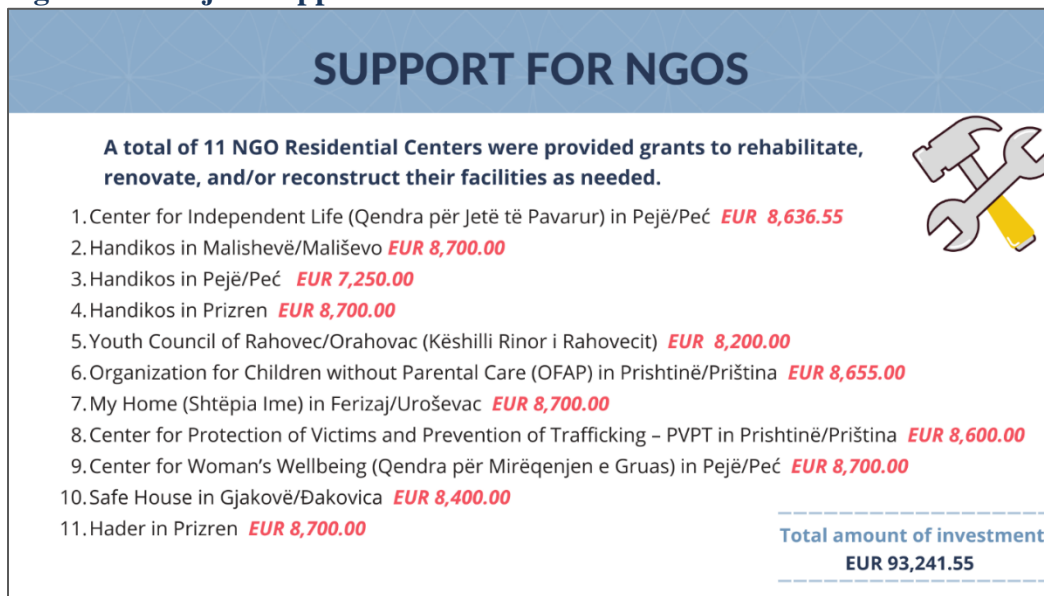 SUPPORT FOR NGOS
A total of 11 NGO Residential Centers were provided grants to rehabilitate,
renovate, and/or reconstruct their facilities as needed.
1. Center for Independent Life (Qendra për Jetë të Pavarur) in Pejë/Peć EUR 8,636.55
2. Handikos in Malishevë/Mališevo EUR 8,700.00
3. Handikos in Pejë/Peć EUR 7,250.00
4. Handikos in Prizren EUR 8,700.00
5. Youth Council of Rahovec/Orahovac (Këshilli Rinor i Rahovecit) EUR 8,200.00
6. Organization for Children without Parental Care (OFAP) in Prishtinë/Priština EUR 8,655.00
7. My Home (Shtëpia Ime) in Ferizaj/Uroševac EUR 8,700.00
8. Center for Protection of Victims and Prevention of Trafficking – PVPT in Prishtinë/Priština EUR 8,600.00
9. Center for Woman's Wellbeing (Qendra për Mirëqenjen e Gruas) in Pejë/Peć EUR 8,700.00
10. Safe House in Gjakovë/Đakovica EUR 8,400.00
11. Hader in Prizren EUR 8,700.00
Total amount of investment
EUR 93,241.55